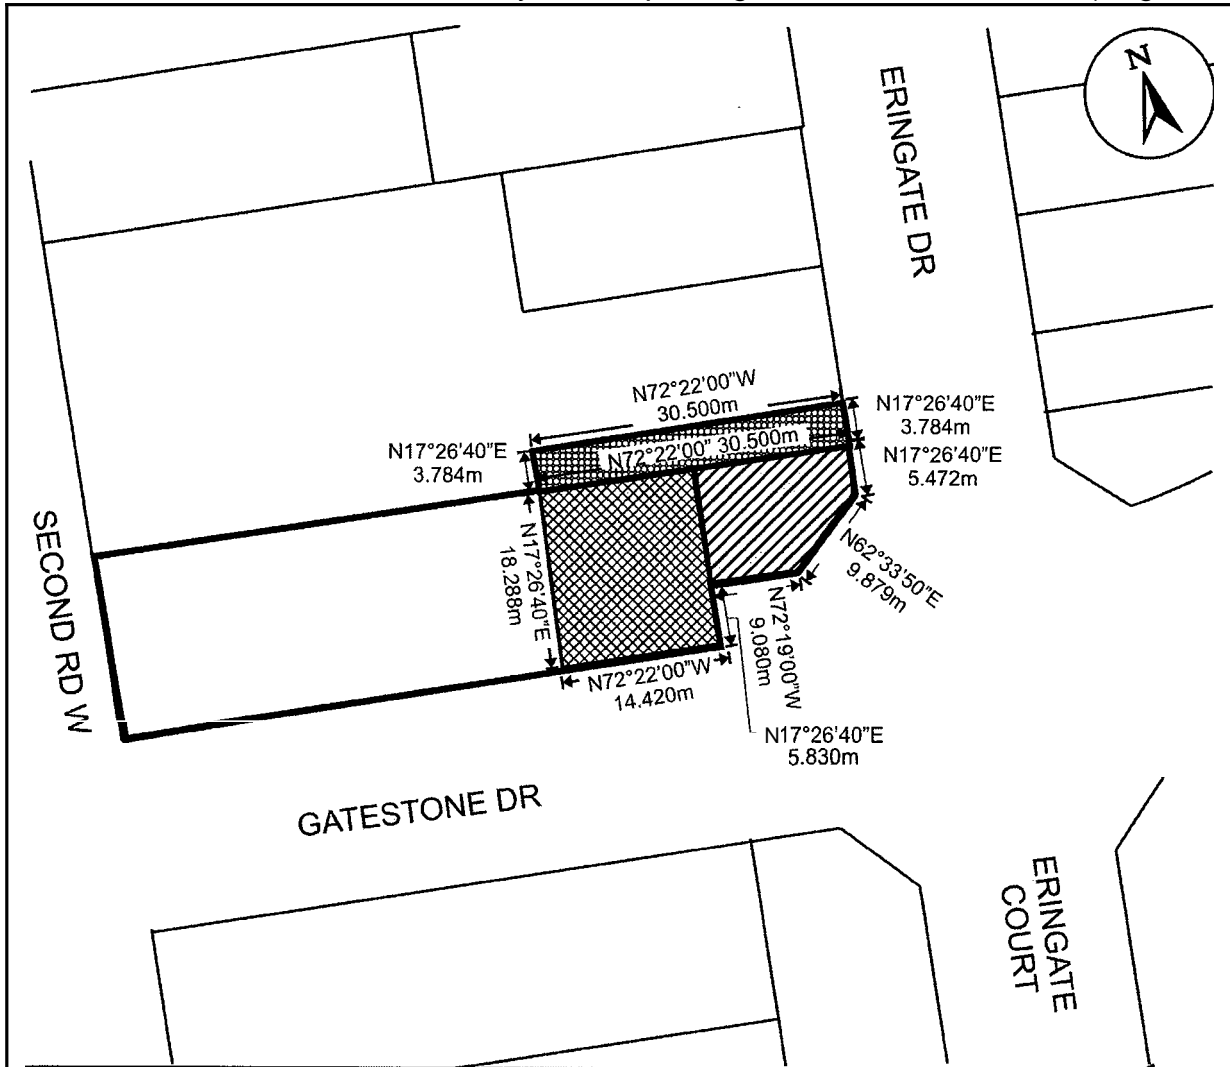 N
ERINGATE DR
N72°22'00"W
30.500m
N17°26'40"E
3.784m
N17°26'40"E
3.784m
N72°22'00" 30.500m
N17°26'40"E
5.472m
SECOND RD W
N17°26'40"E
18.288m
N62°33'50"E
9.879m
N72°19'00"W
9.080m
N72°22'00"W
14.420m
N17°26'40"E
5.830m
GATESTONE DR
ERINGATE
COURT